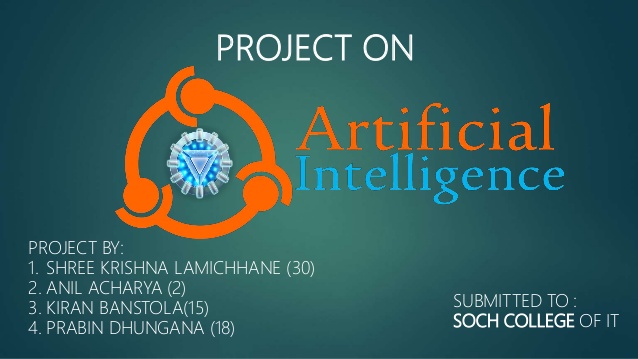 PROJECT ON
Artificial
Intelligence
PROJECT BY:
1. SHREE KRISHNA LAMICHHANE (30)
2. ANIL ACHARYA (2)
3. KIRAN BANSTOLA(15)
4. PRABIN DHUNGANA (18)
SUBMITTED TO :
SOCH COLLEGE OF IT